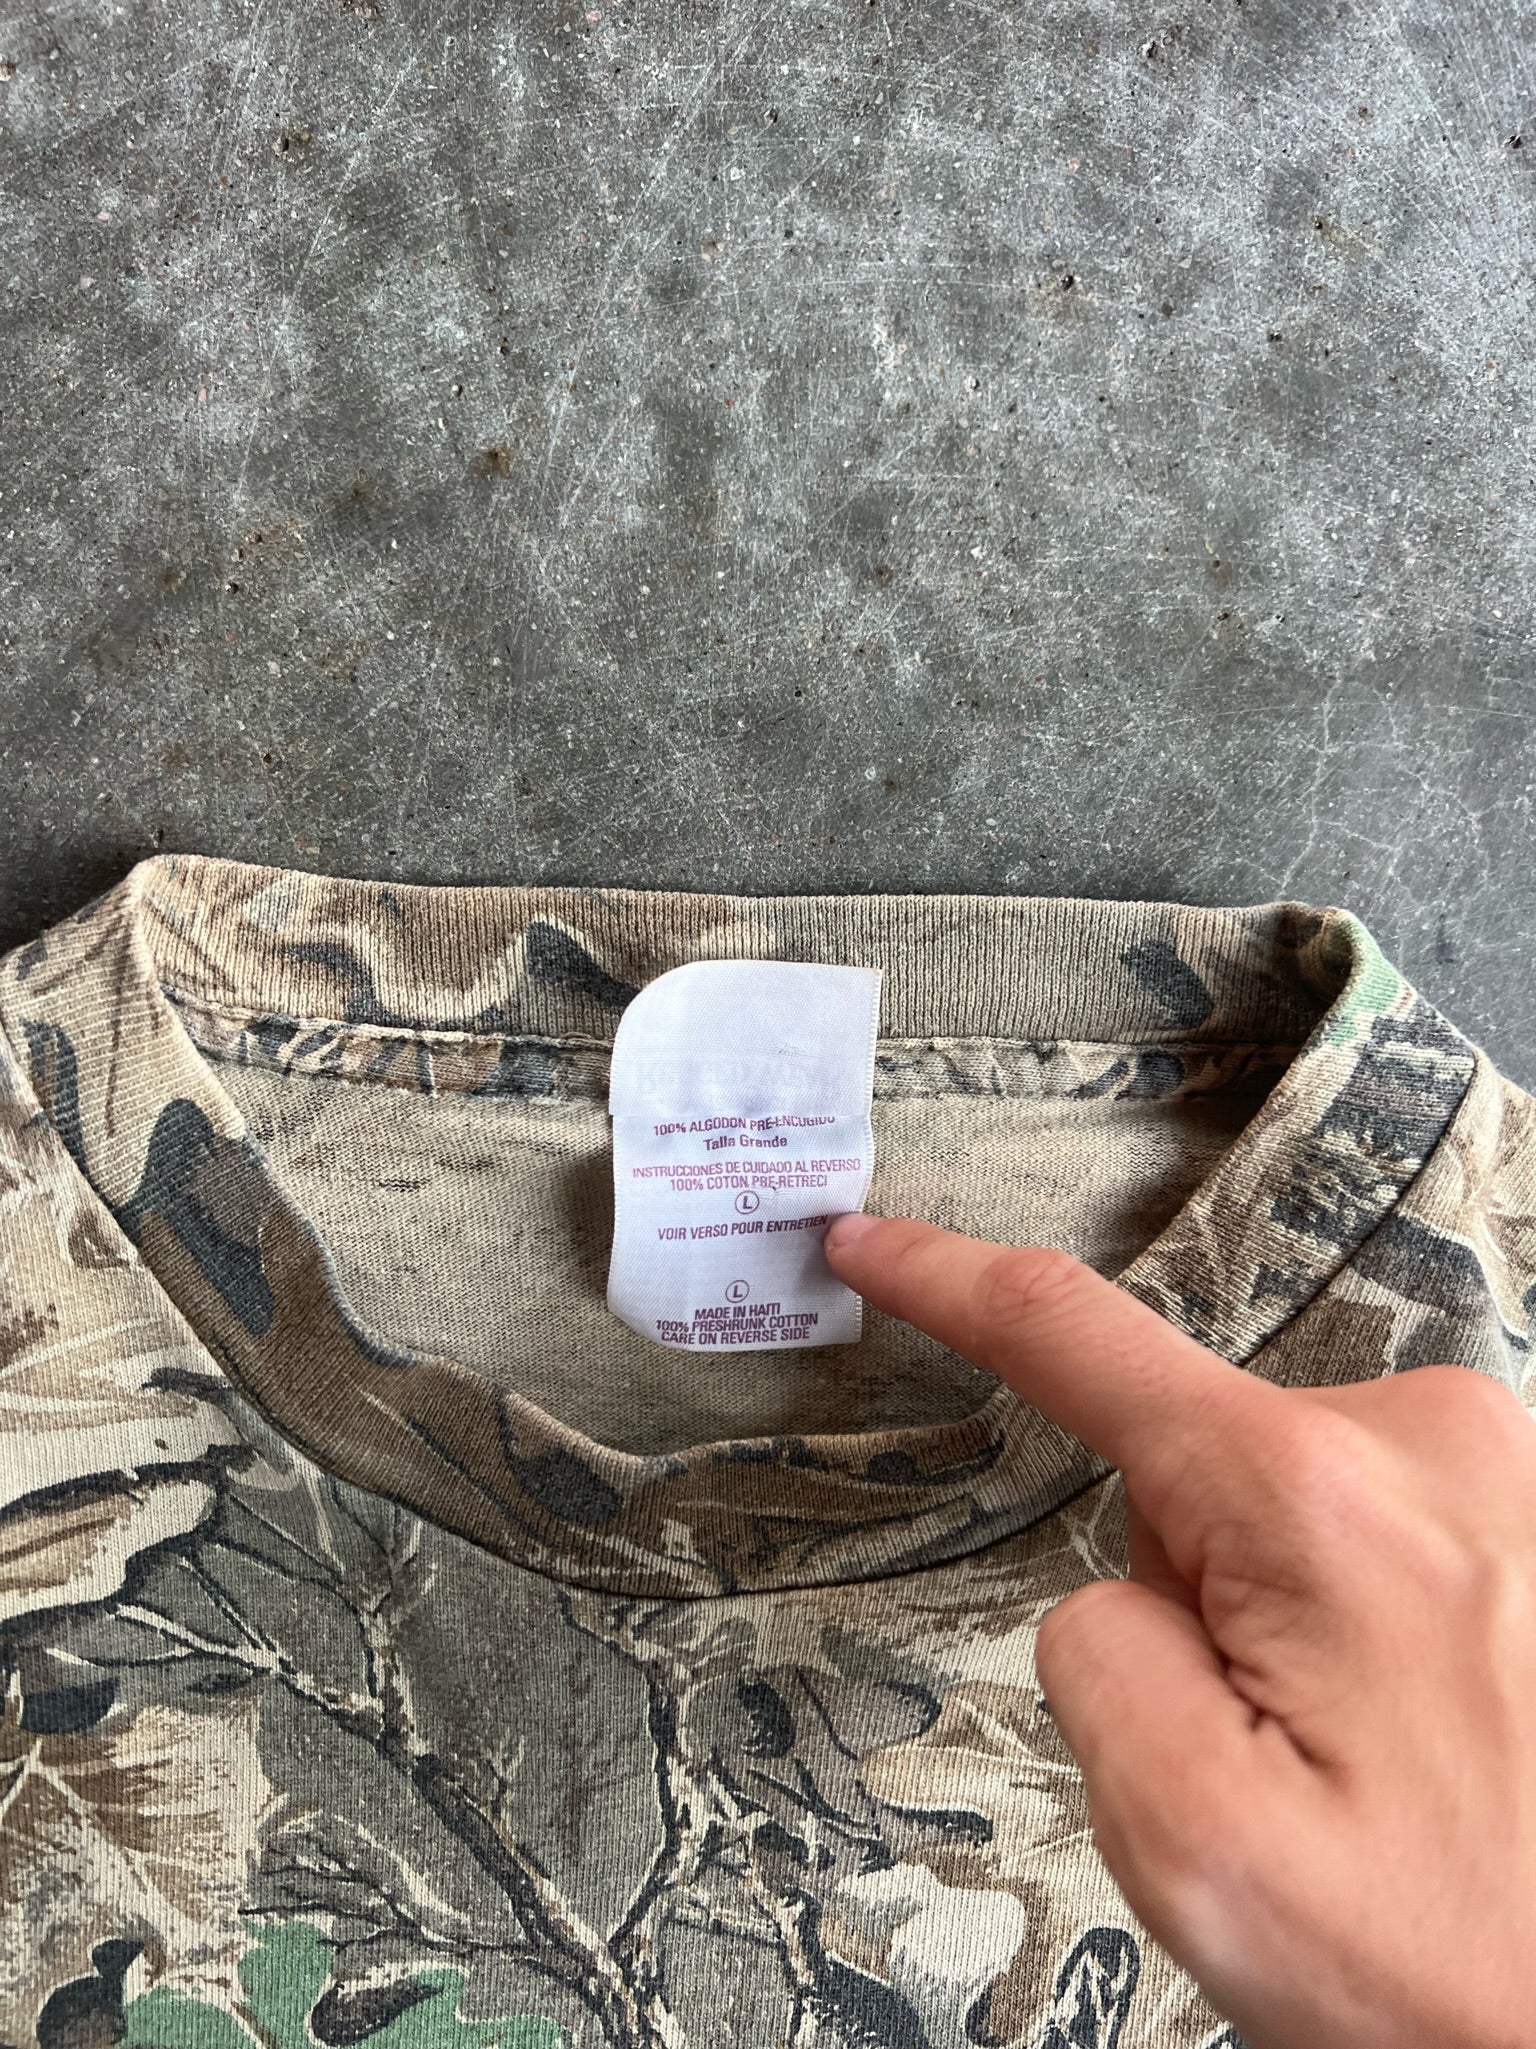 100% ALGODON PRE-ENCOGIDO
Talla Grande
INSTRUCCIONES DE CUIDADO AL REVERSO
100% COTON PRE-RETRECI
L
VOIR VERSO POUR ENTRETIEN
L
MADE IN HAITI
100% PRESHRUNK COTTON
CARE ON REVERSE SIDE